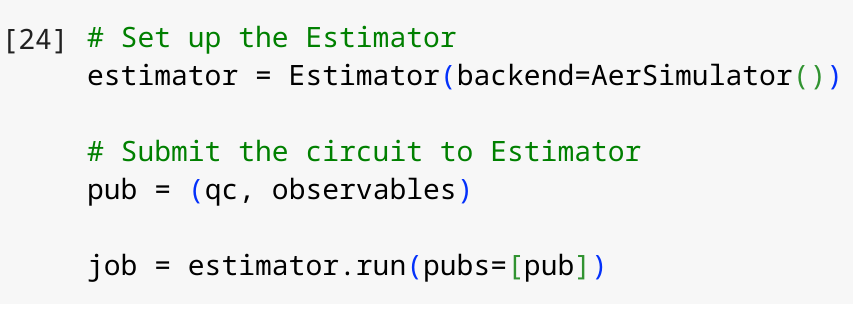 [24] # Set up the Estimator
estimator = Estimator(backend=AerSimulator())
# Submit the circuit to Estimator
pub = (qc, observables)
job = estimator.run(pubs=[pub])